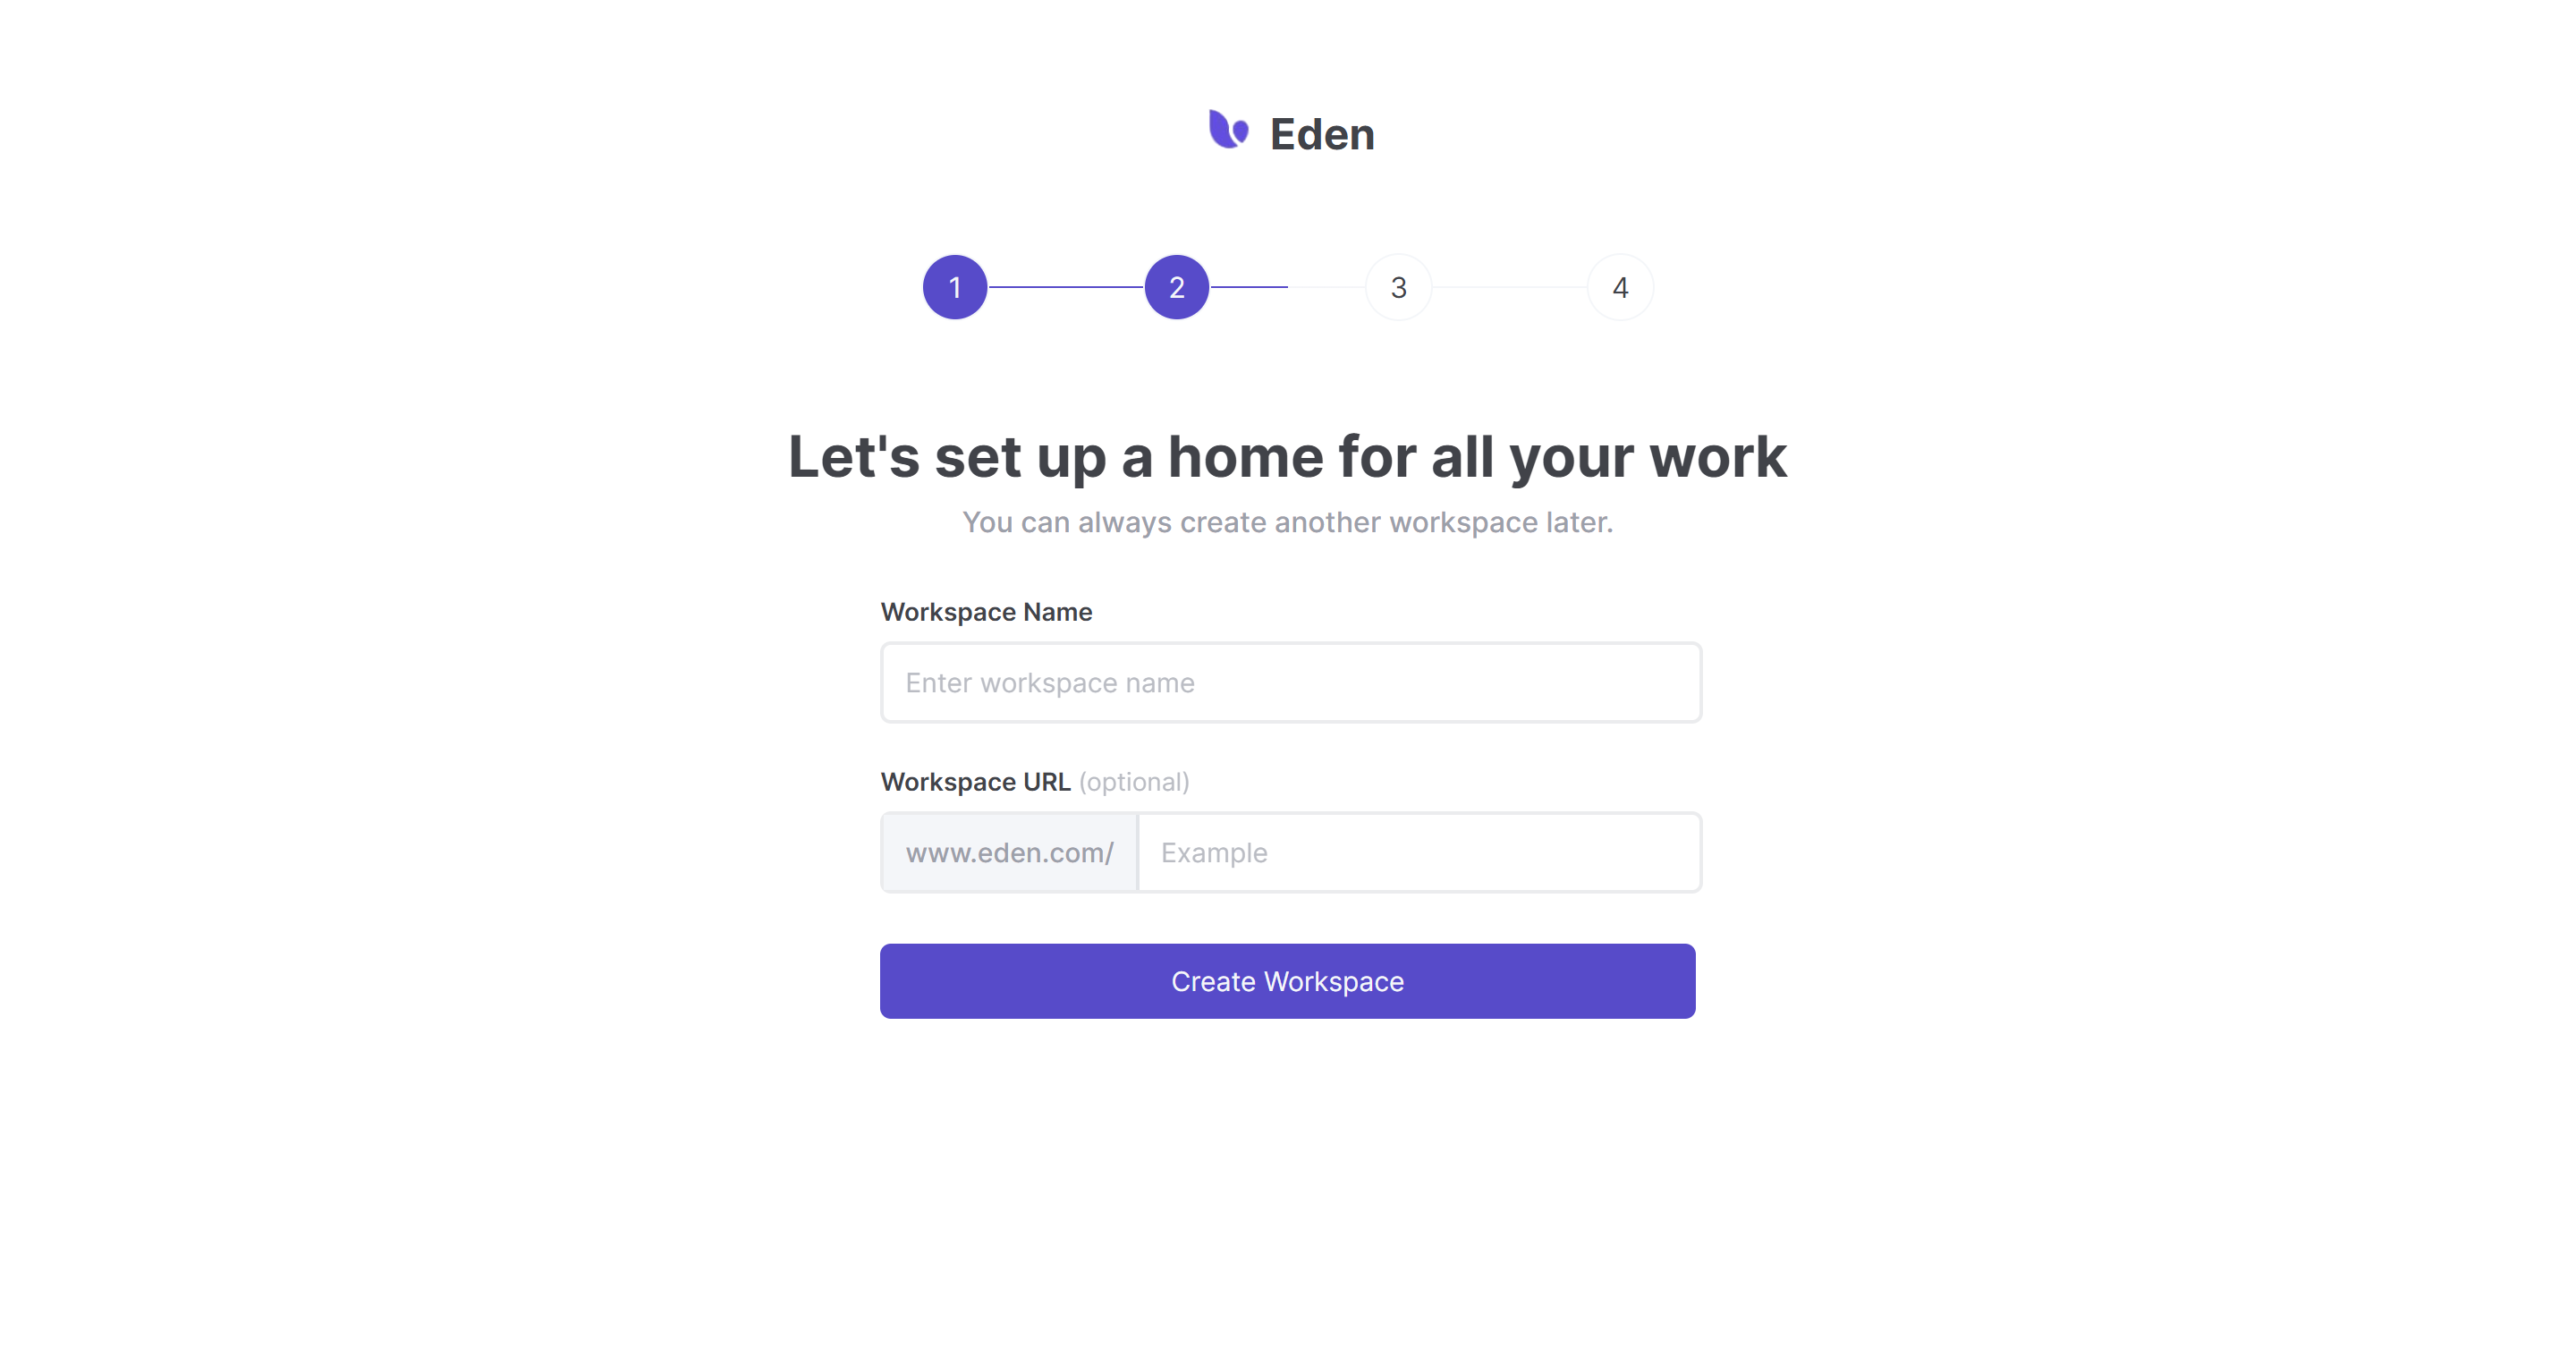 Eden
1 2 3 4
Let's set up a home for all your work
You can always create another workspace later.
Workspace Name
Enter workspace name
Workspace URL (optional)
www.eden.com/ Example
Create Workspace